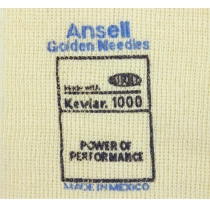 Ansell
Golden Needles
Made with DUPONT
Kevlar. 1000
POWER OF
PERFORMANCE
MADE IN MEXICO